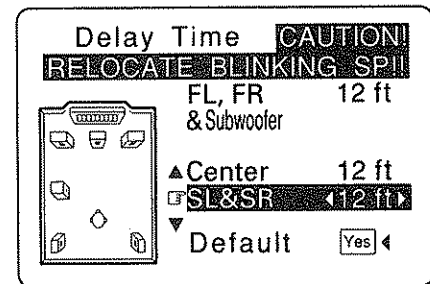 Delay Time CAUTION!
RELOCATE BLINKING SP!!
FL, FR 12 ft
& Subwoofer
▲Center 12 ft
☞SL&SR ◀12 ft▶
▼Default Yes ◀